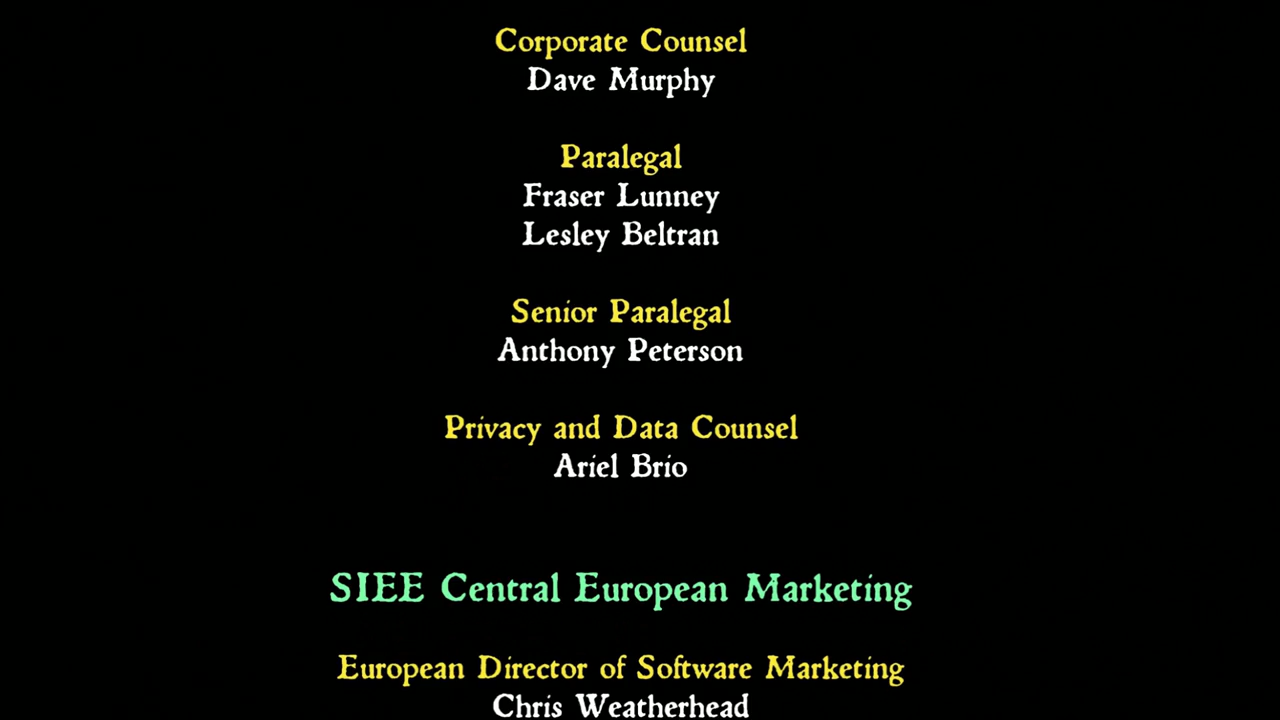 Corporate Counsel
Dave Murphy
Paralegal
Fraser Lunney
Lesley Beltran
Senior Paralegal
Anthony Peterson
Privacy and Data Counsel
Ariel Brio
SIEE Central European Marketing
European Director of Software Marketing
Chris Weatherhead